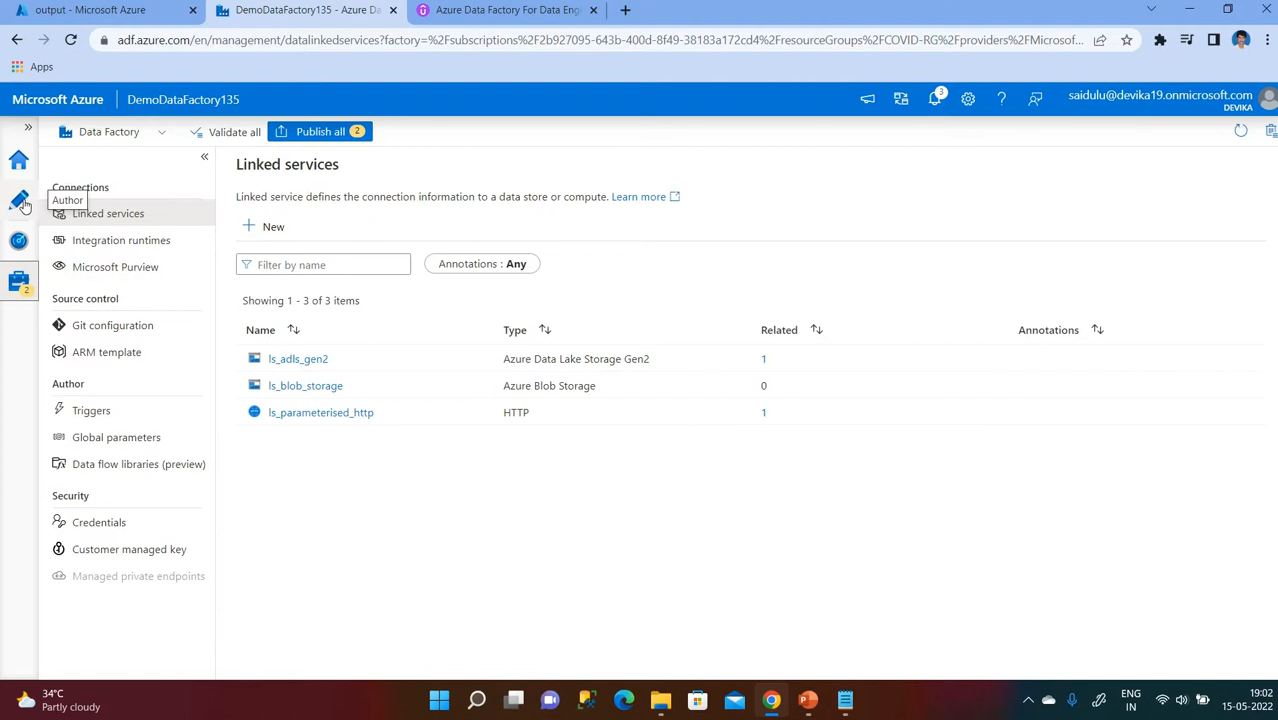 output - Microsoft Azure
DemoDataFactory135 - Azure Da
Azure Data Factory For Data Eng
adf.azure.com/en/management/datalinkedservices?factory=%2Fsubscriptions%2F2b927095-643b-400d-8f49-38183a172cd4%2FresourceGroups%2FCOVID-RG%2Fproviders%2FMicrosof...
Apps
Microsoft Azure
DemoDataFactory135
3
saidulu@devika19.onmicrosoft.com
DEVIKA
Data Factory
Validate all
Publish all 2
Connections
Author
Linked services
Integration runtimes
Microsoft Purview
2
Source control
Git configuration
ARM template
Author
Triggers
Global parameters
Data flow libraries (preview)
Security
Credentials
Customer managed key
Managed private endpoints
Linked services
Linked service defines the connection information to a data store or compute. Learn more
New
Filter by name
Annotations : Any
Showing 1 - 3 of 3 items
Name Type Related Annotations
ls_adls_gen2 Azure Data Lake Storage Gen2 1
ls_blob_storage Azure Blob Storage 0
ls_parameterised_http HTTP 1
34°C
Partly cloudy
ENG
IN
19:02
15-05-2022